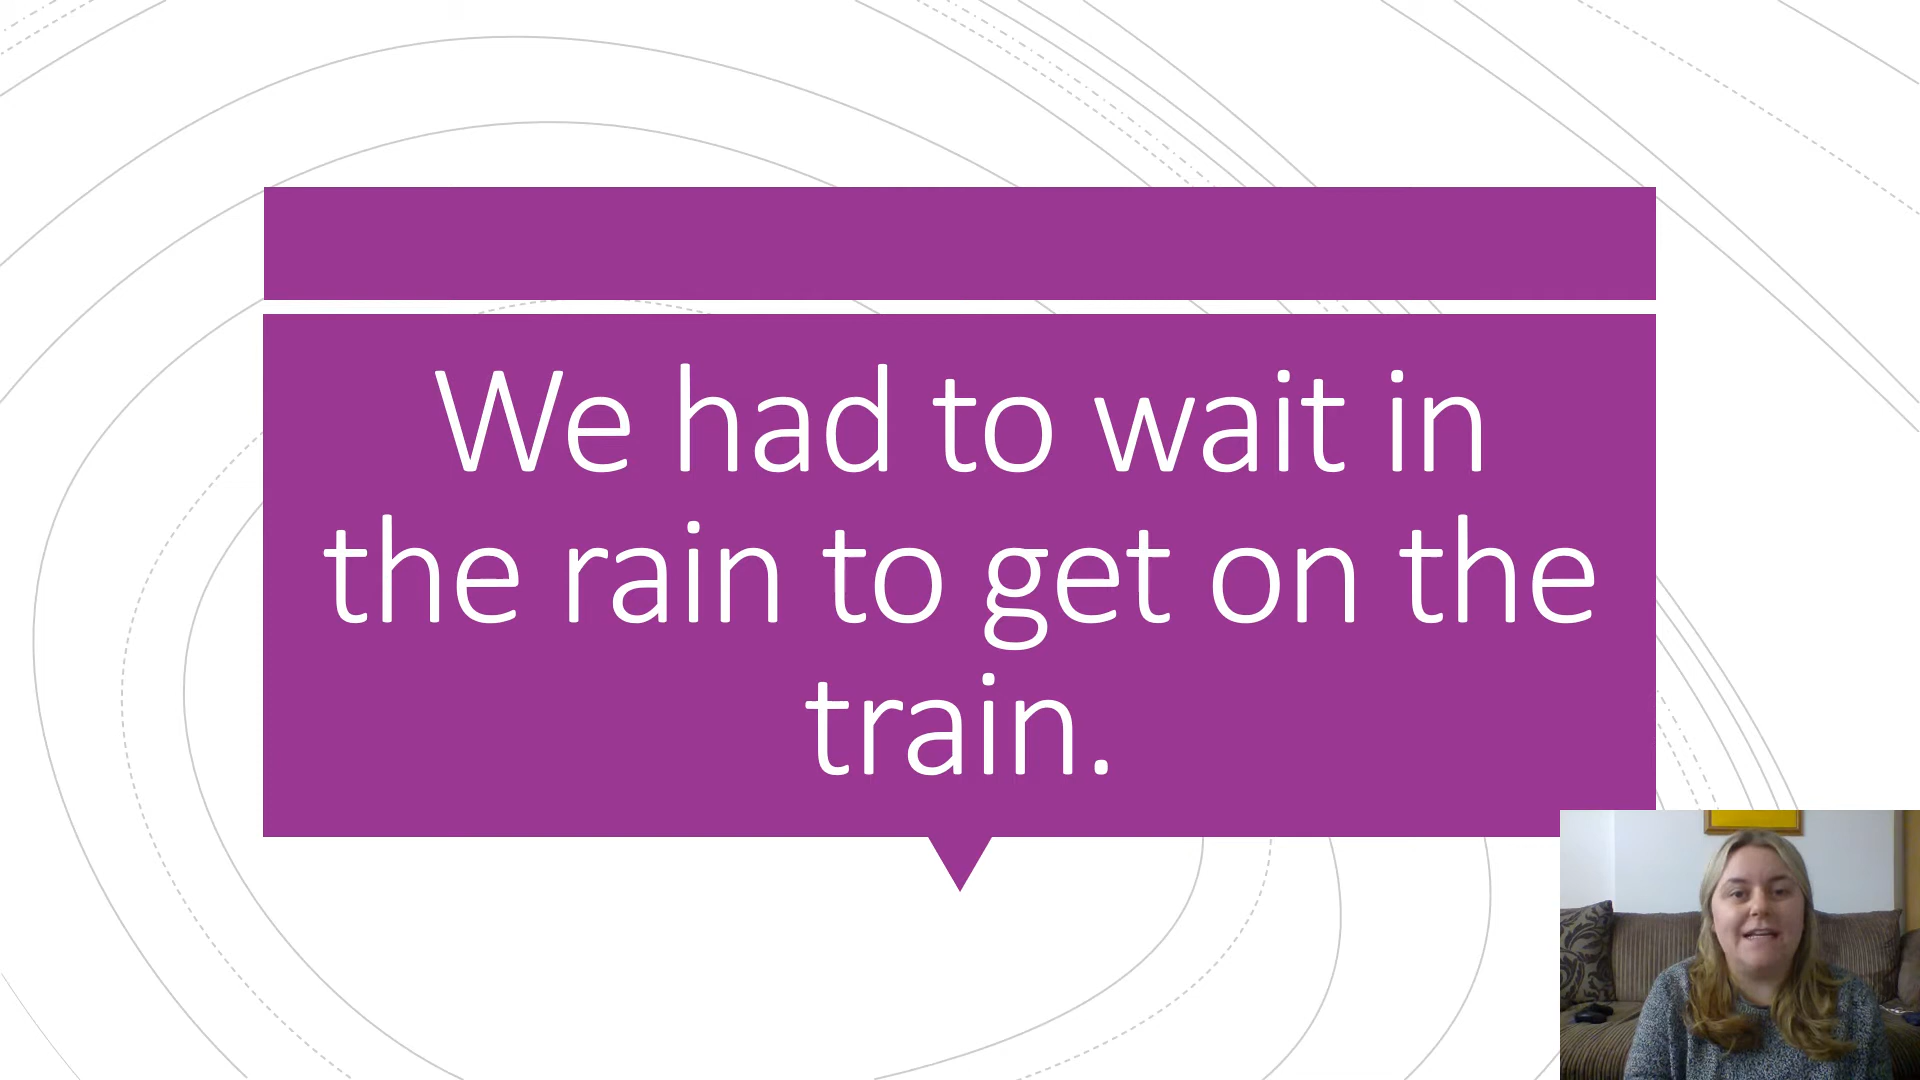 We had to wait in
the rain to get on the
train.